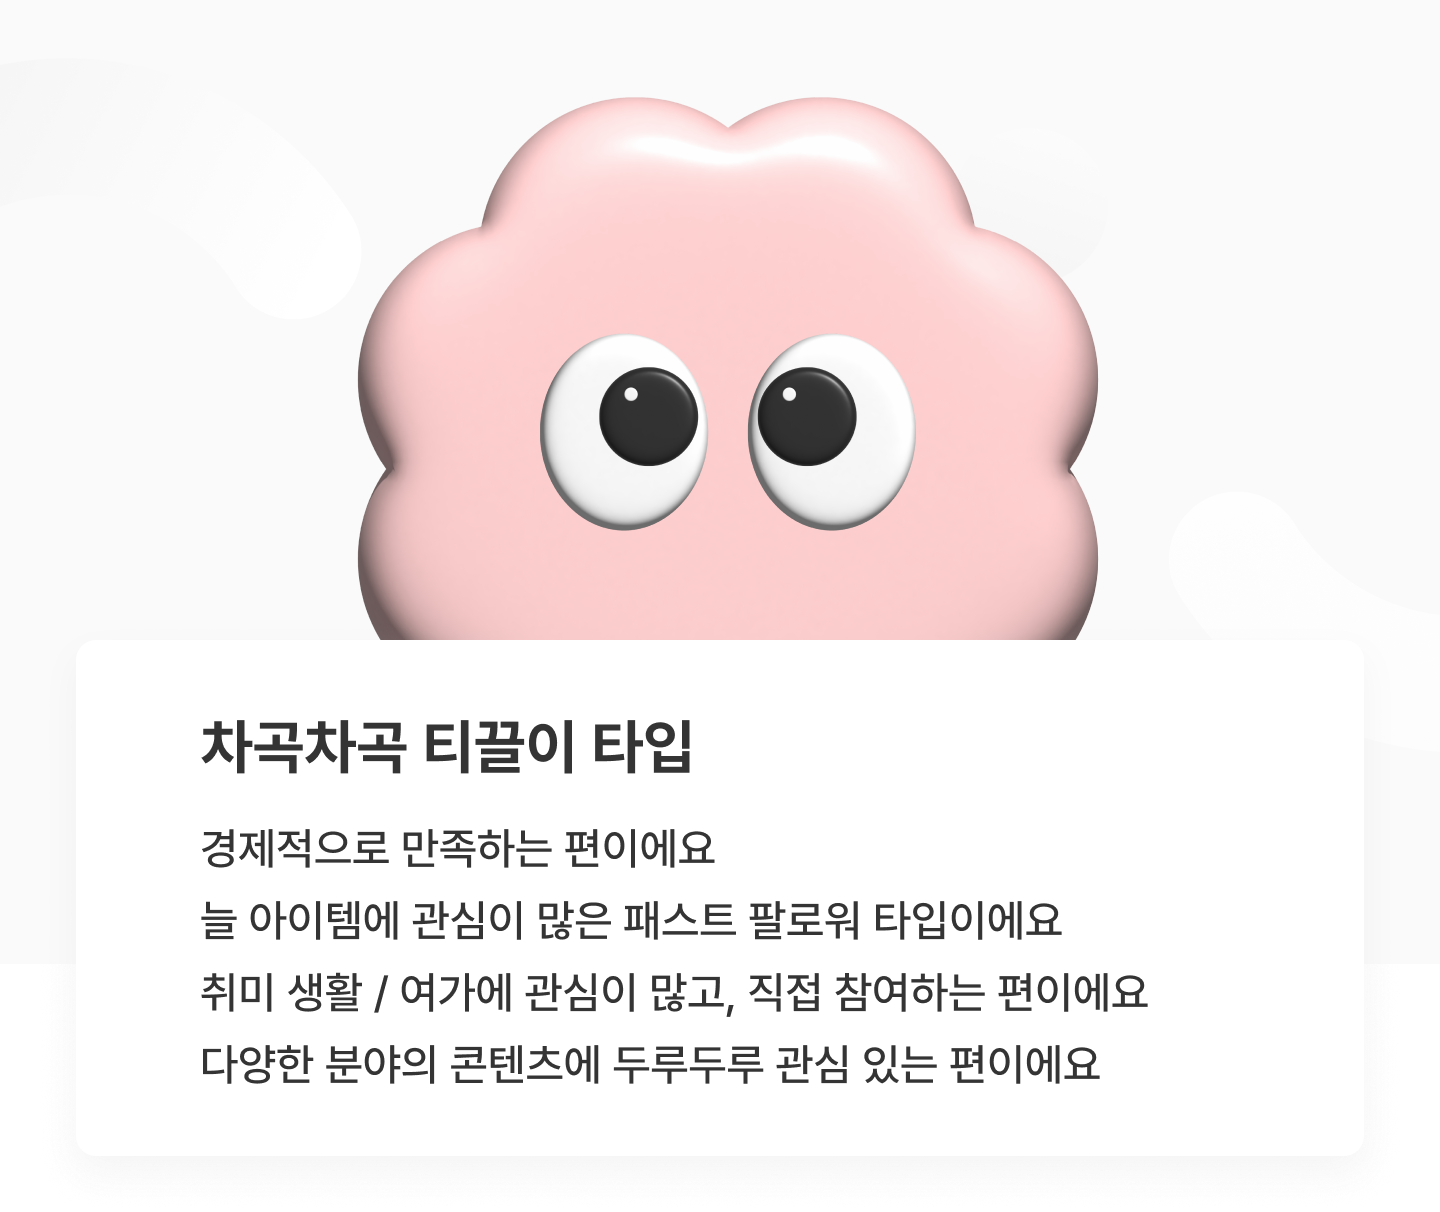 차곡차곡 티끌이 타입
경제적으로 만족하는 편이에요
늘 아이템에 관심이 많은 패스트 팔로워 타입이에요
취미 생활 / 여가에 관심이 많고, 직접 참여하는 편이에요
다양한 분야의 콘텐츠에 두루두루 관심 있는 편이에요